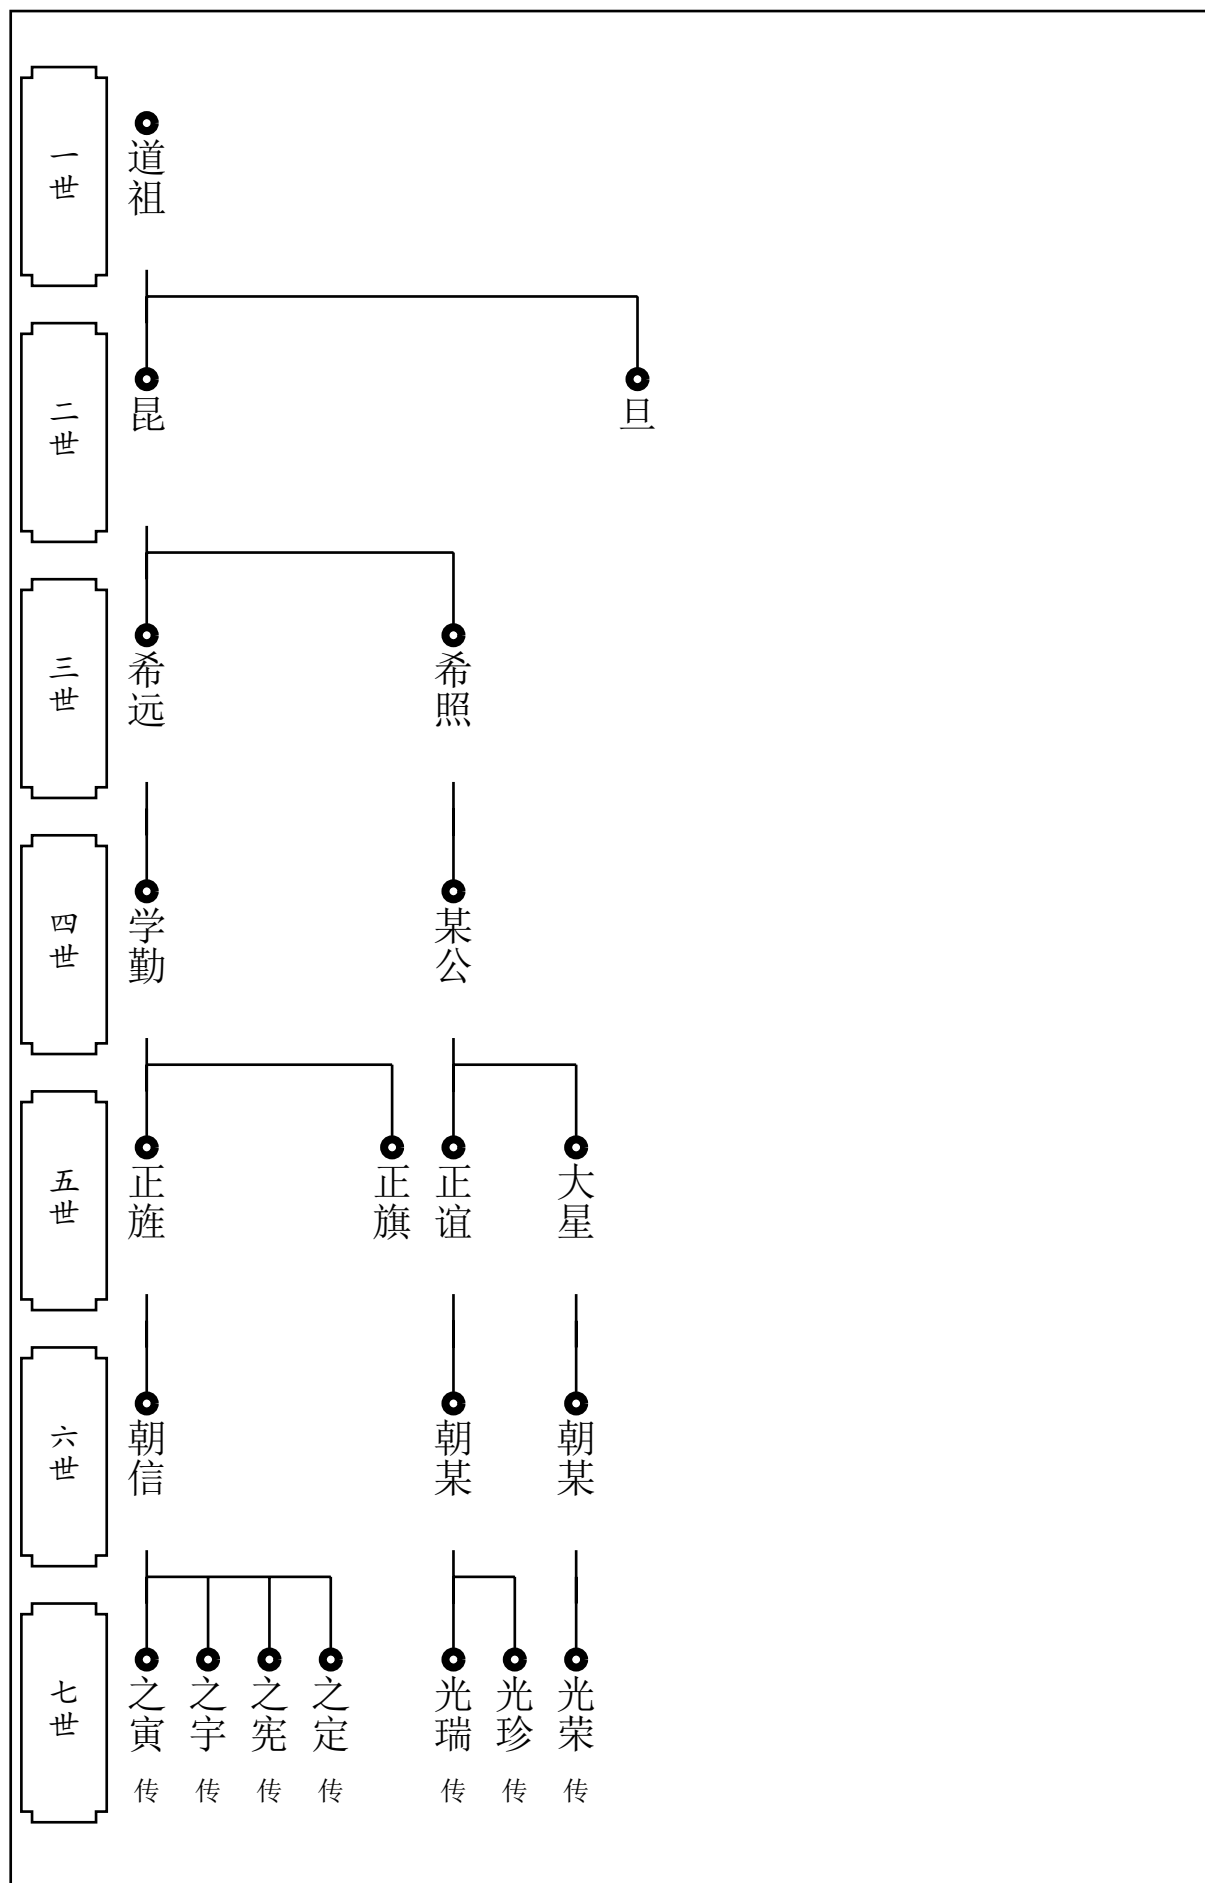 一世
道祖
二世
昆
旦
三世
希远
希照
四世
学勤
某公
五世
正旌
正旗
正谊
大星
六世
朝信
朝某
朝某
七世
之寅
传
之宇
传
之宪
传
之定
传
光瑞
传
光珍
传
光荣
传